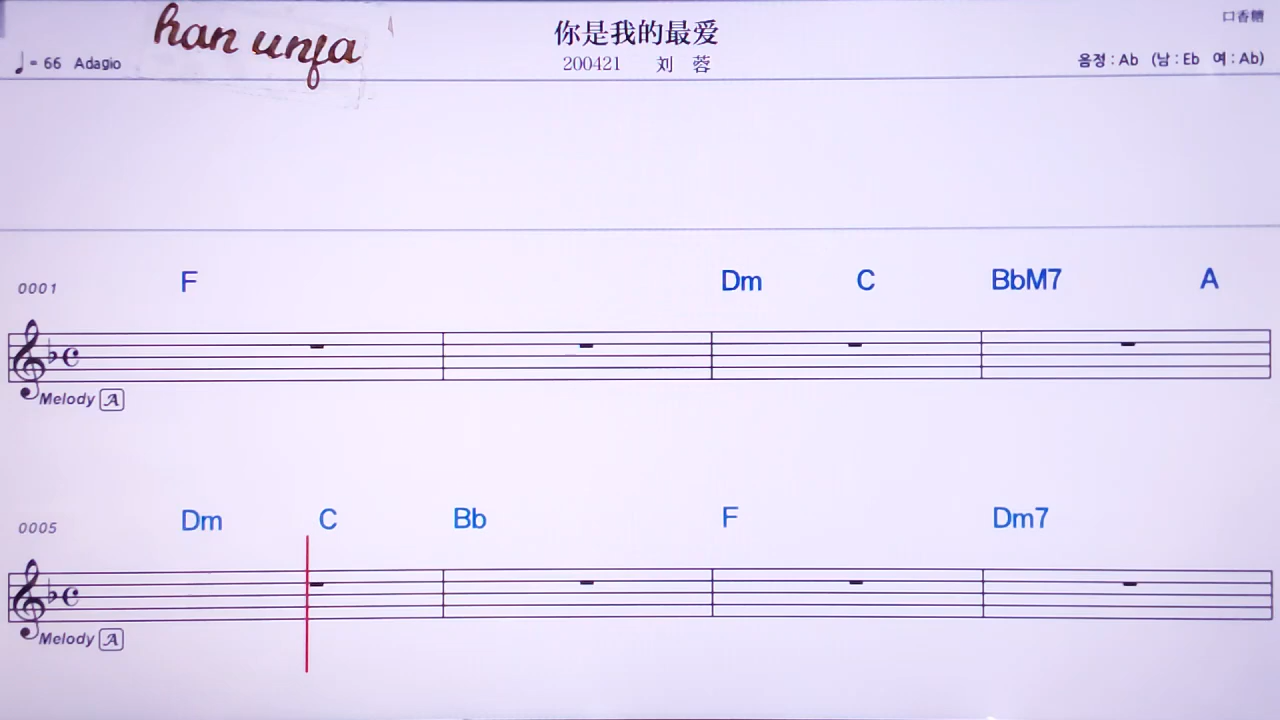 han unfa
你是我的最爱
口香糖
♩= 66 Adagio
200421 刘 蓉
음정 : Ab (남 : Eb 여 : Ab)
0001 F Dm C BbM7 A
Melody A
0005 Dm C Bb F Dm7
Melody A